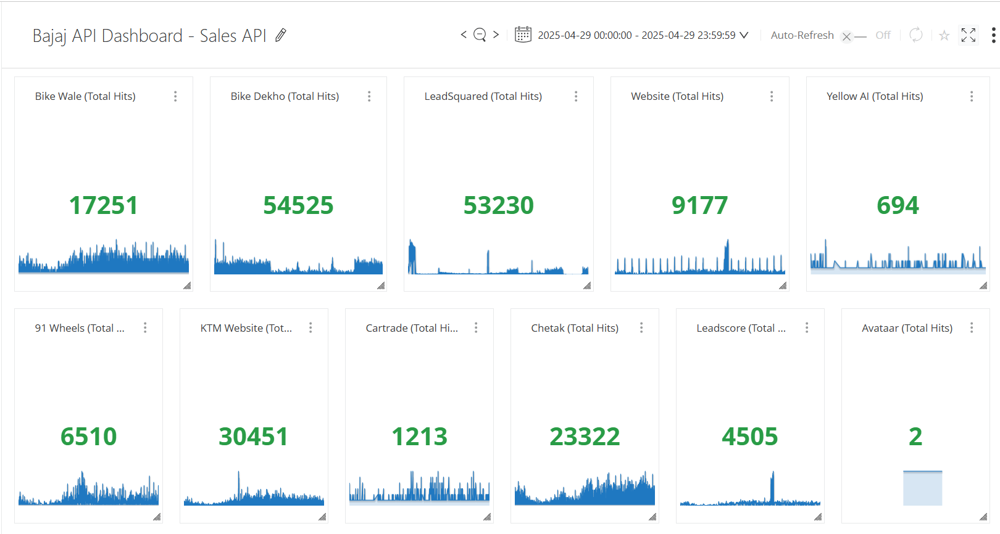 Bajaj API Dashboard - Sales API
2025-04-29 00:00:00 - 2025-04-29 23:59:59
Auto-Refresh
Off
Bike Wale (Total Hits)
Bike Dekho (Total Hits)
LeadSquared (Total Hits)
Website (Total Hits)
Yellow AI (Total Hits)
17251
54525
53230
9177
694
91 Wheels (Total ...
KTM Website (Tot...
Cartrade (Total Hi...
Chetak (Total Hits)
Leadscore (Total ...
Avataar (Total Hits)
6510
30451
1213
23322
4505
2